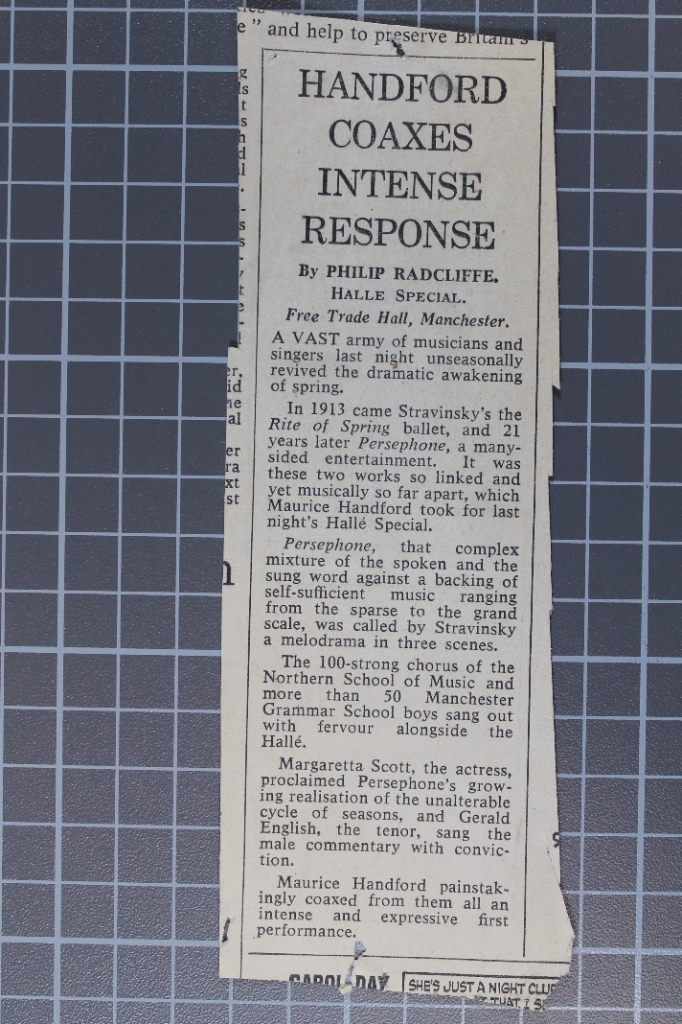 e " and help to preserve Britain's
HANDFORD
COAXES
INTENSE
RESPONSE
By PHILIP RADCLIFFE.
HALLE SPECIAL.
Free Trade Hall, Manchester.
A VAST army of musicians and
singers last night unseasonally
revived the dramatic awakening
of spring.
In 1913 came Stravinsky's the
Rite of Spring ballet, and 21
years later Persephone, a many-
sided entertainment. It was
these two works so linked and
yet musically so far apart, which
Maurice Handford took for last
night's Hallé Special.
Persephone, that complex
mixture of the spoken and the
sung word against a backing of
self-sufficient music ranging
from the sparse to the grand
scale, was called by Stravinsky
a melodrama in three scenes.
The 100-strong chorus of the
Northern School of Music and
more than 50 Manchester
Grammar School boys sang out
with fervour alongside the
Hallé.
Margaretta Scott, the actress,
proclaimed Persephone's grow-
ing realisation of the unalterable
cycle of seasons, and Gerald
English, the tenor, sang the
male commentary with convic-
tion.
Maurice Handford painstak-
ingly coaxed from them all an
intense and expressive first
performance.
CAROL DAY
SHE'S JUST A NIGHT CLUB
THAT I